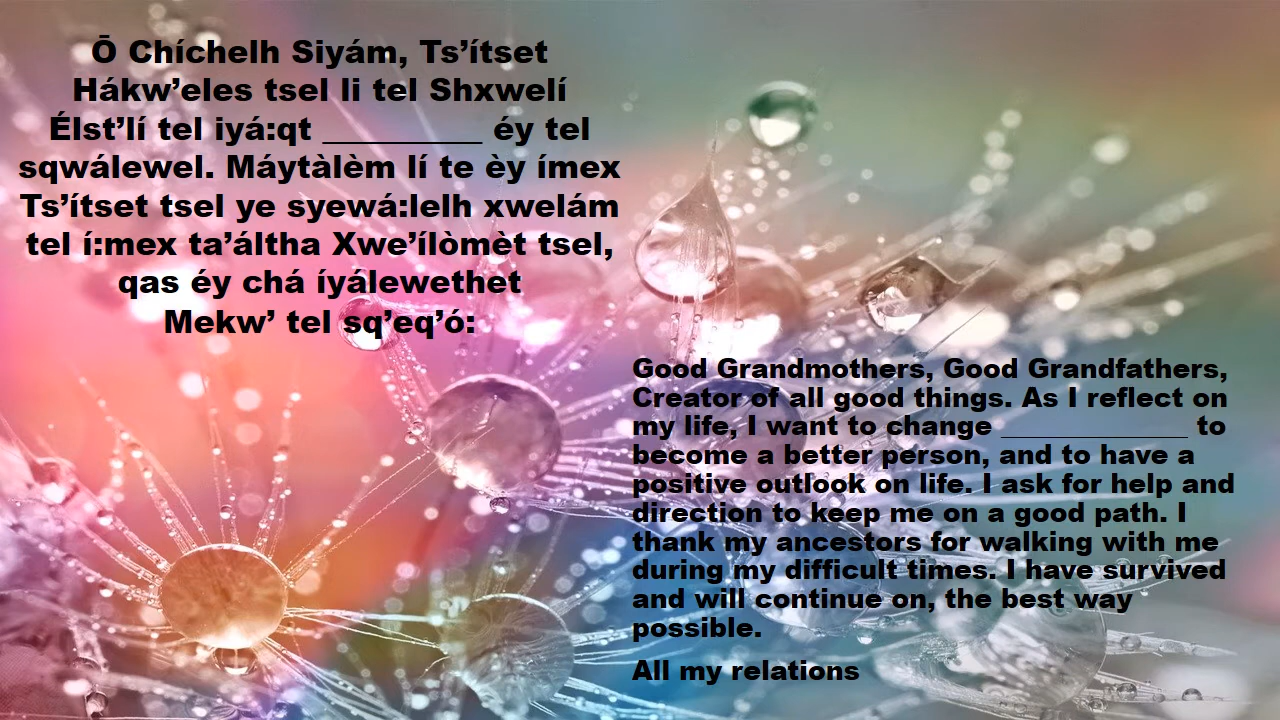 Ō Chíchelh Siyám, Ts’ítset
Hákw’eles tsel li tel Shxwelí
Élst’lí tel iyá:qt __________ éy tel
sqwálewel. Máytàlèm lí te èy ímex
Ts’ítset tsel ye syewá:lelh xwelám
tel í:mex ta’áltha Xwe’ílòmèt tsel,
qas éy chá íyálewethet
Mekw’ tel sq’eq’ó:
Good Grandmothers, Good Grandfathers,
Creator of all good things. As I reflect on
my life, I want to change ______________ to
become a better person, and to have a
positive outlook on life. I ask for help and
direction to keep me on a good path. I
thank my ancestors for walking with me
during my difficult times. I have survived
and will continue on, the best way
possible.
All my relations